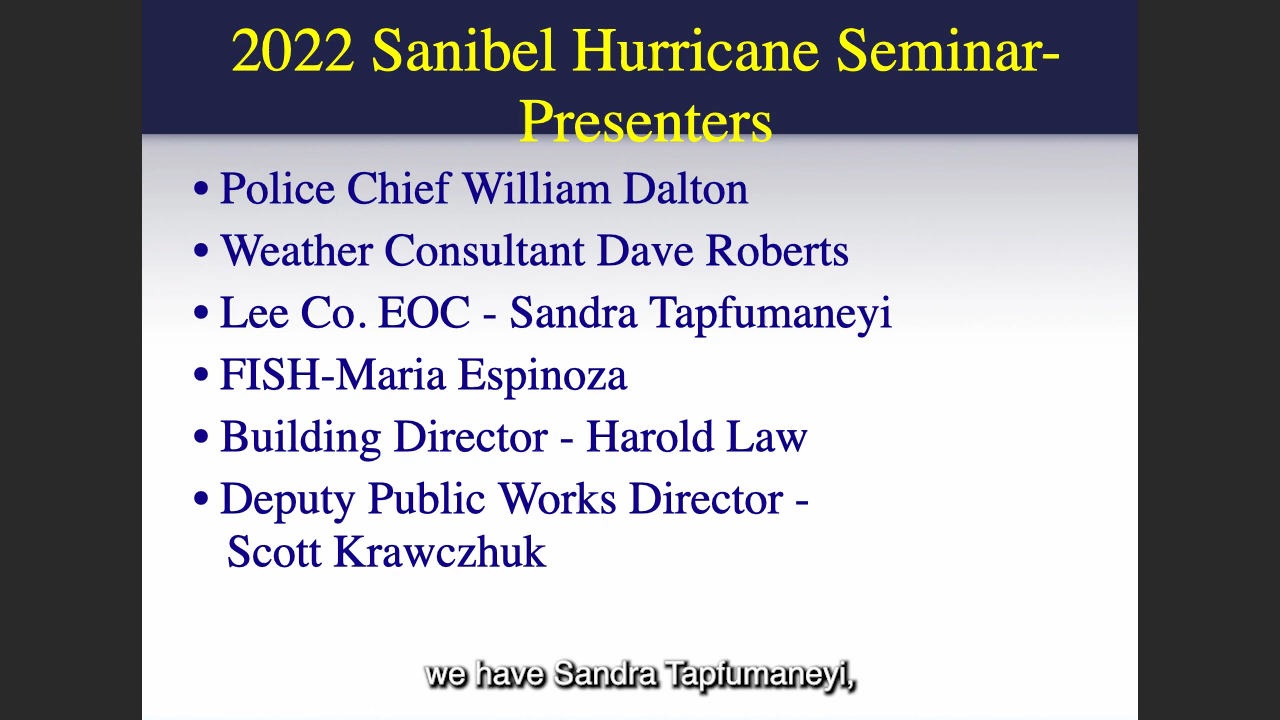 2022 Sanibel Hurricane Seminar-
Presenters
• Police Chief William Dalton
• Weather Consultant Dave Roberts
• Lee Co. EOC - Sandra Tapfumaneyi
• FISH-Maria Espinoza
• Building Director - Harold Law
• Deputy Public Works Director -
Scott Krawczhuk
we have Sandra Tapfumaneyi,